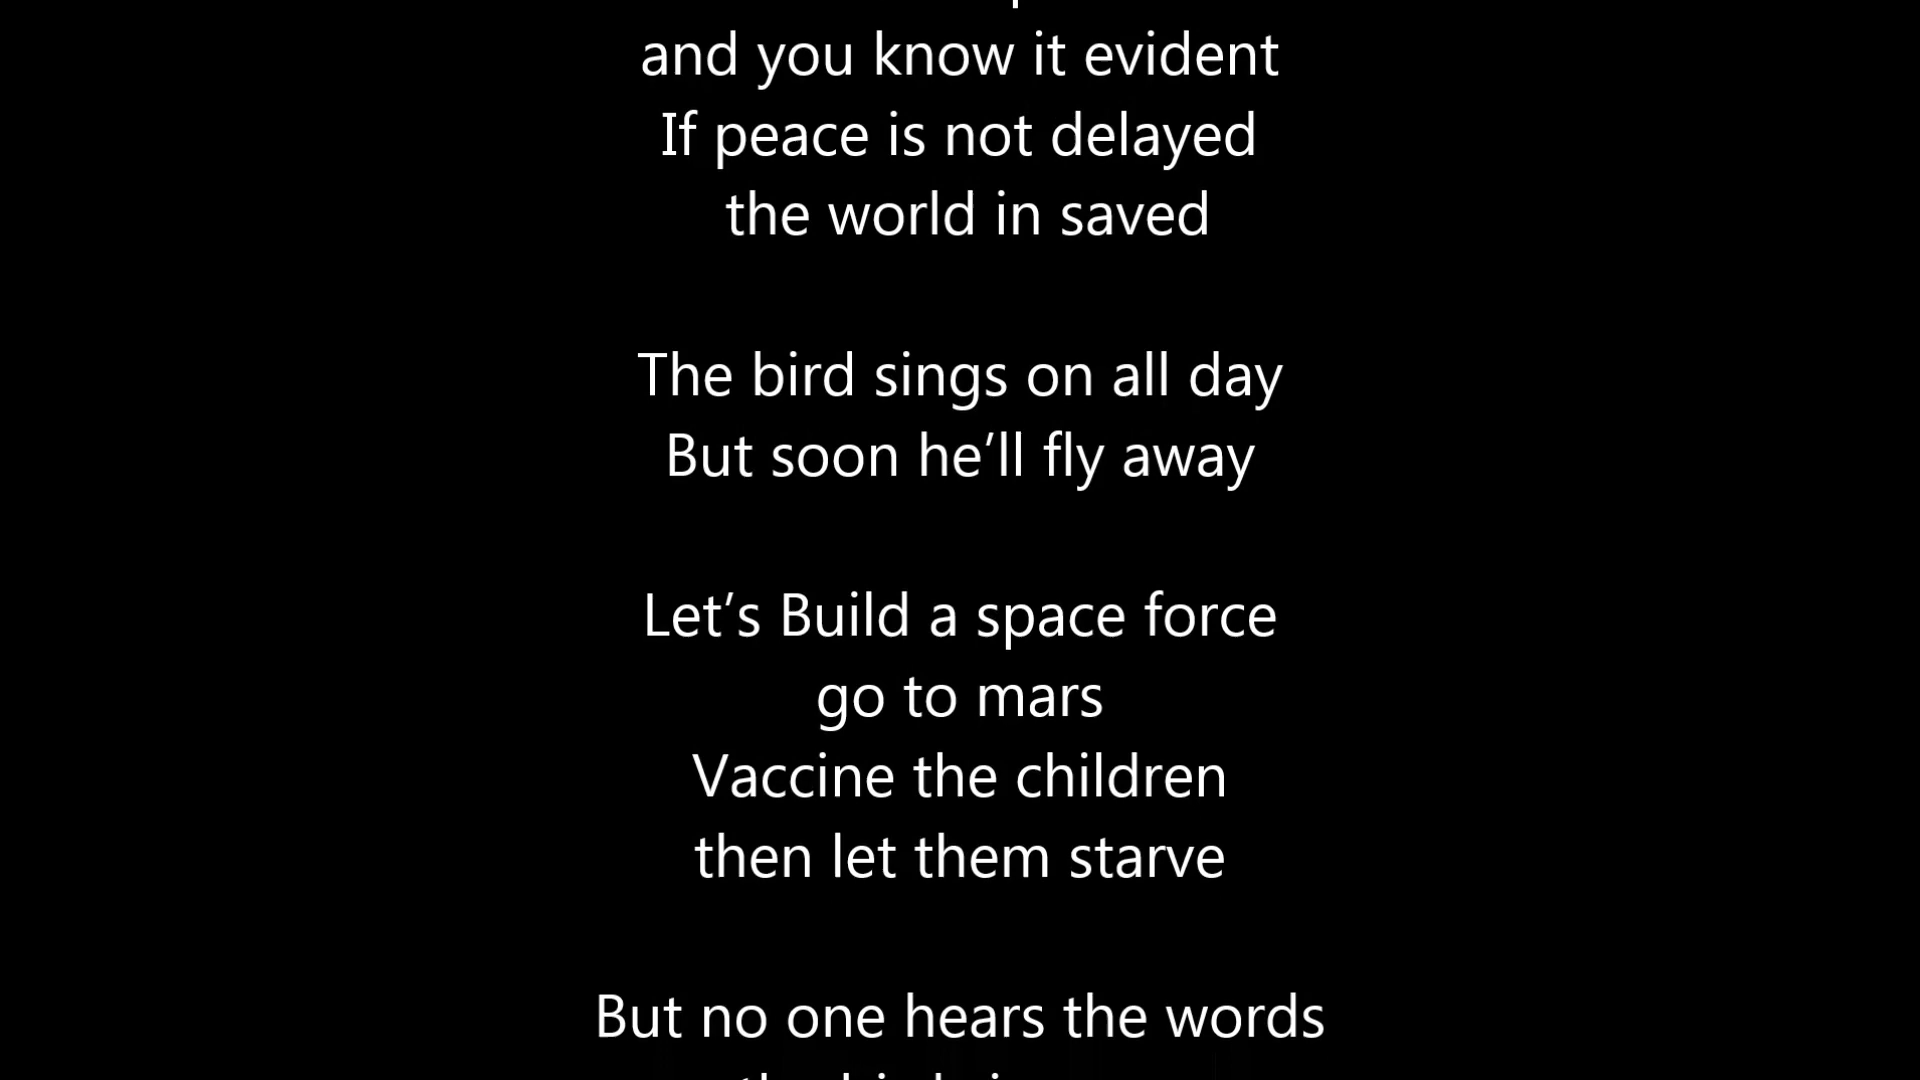 and you know it evident
If peace is not delayed
the world in saved
The bird sings on all day
But soon he’ll fly away
Let’s Build a space force
go to mars
Vaccine the children
then let them starve
But no one hears the words